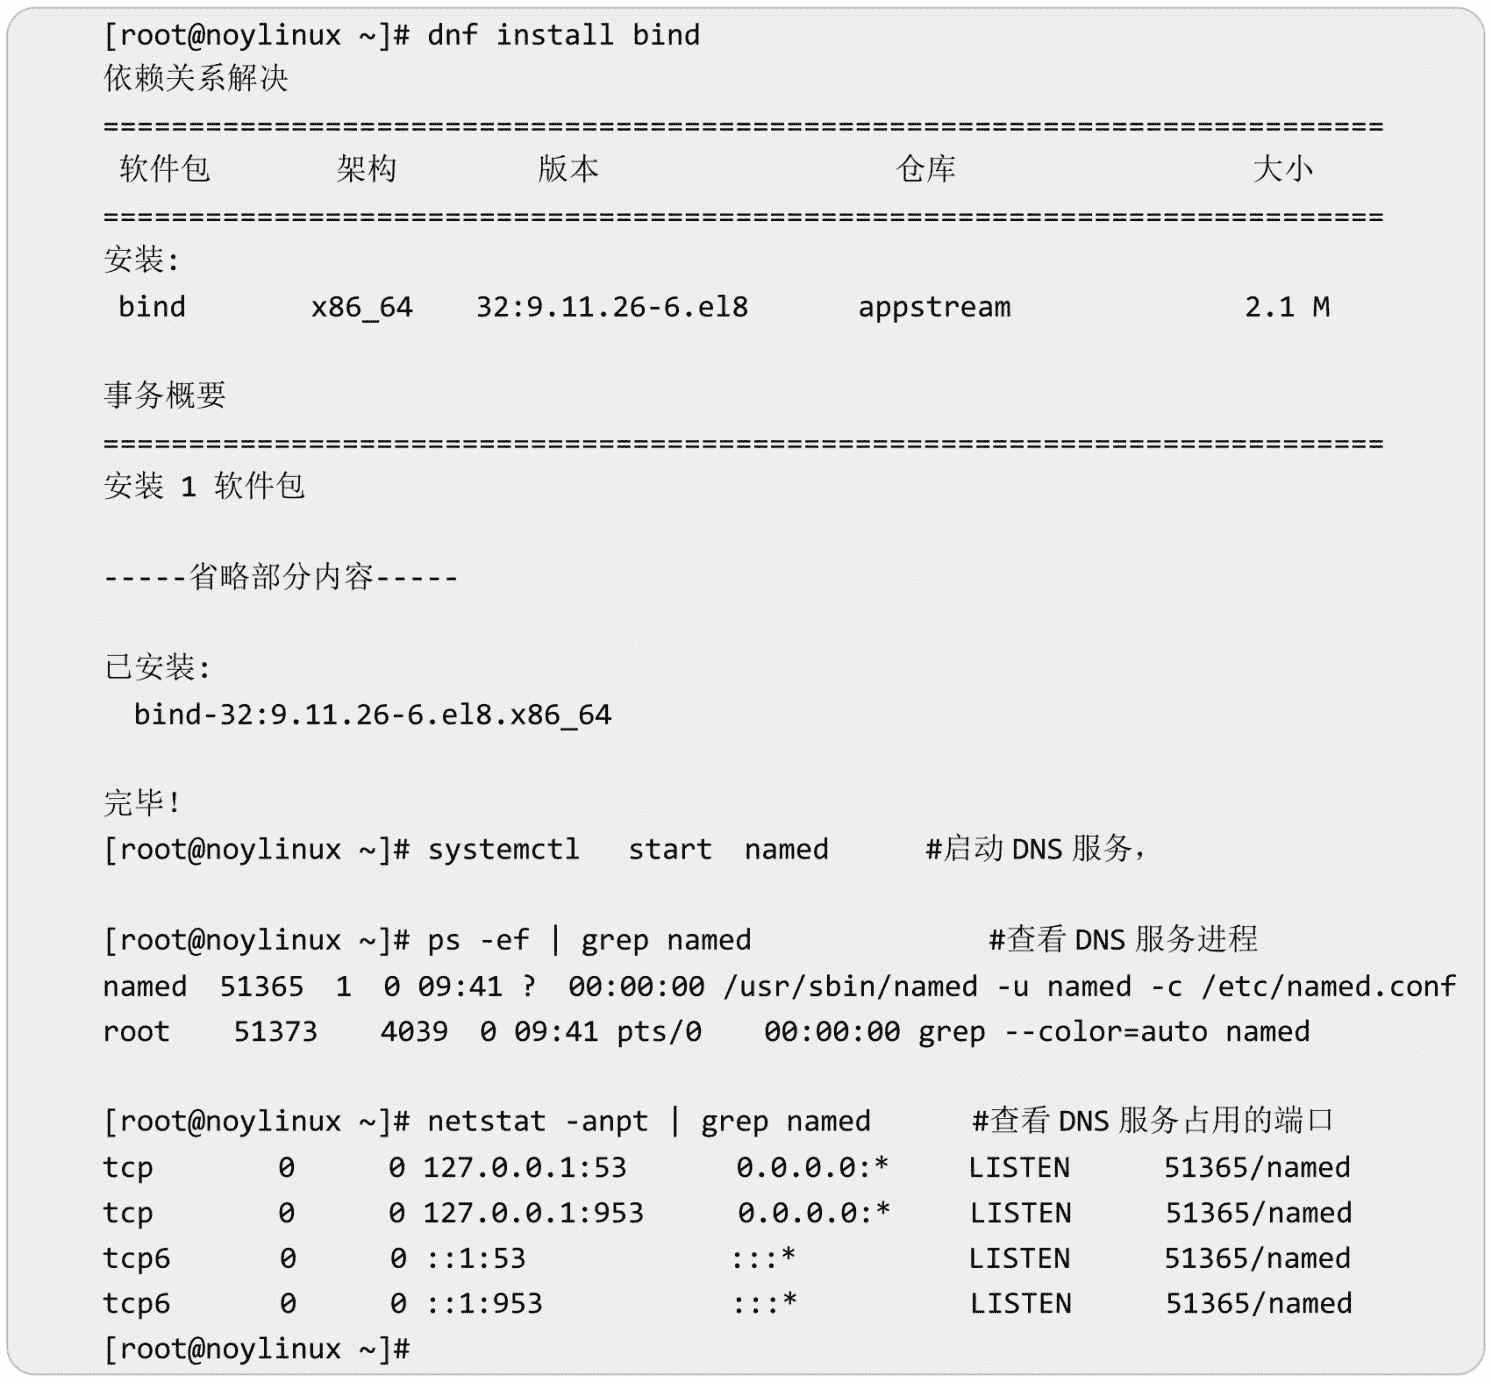 [root@noylinux ~]# dnf install bind
依赖关系解决
===========================================================================
软件包 架构 版本 仓库 大小
===========================================================================
安装:
bind x86_64 32:9.11.26-6.el8 appstream 2.1 M
事务概要
===========================================================================
安装 1 软件包
-----省略部分内容-----
已安装:
bind-32:9.11.26-6.el8.x86_64
完毕!
[root@noylinux ~]# systemctl start named #启动 DNS 服务,
[root@noylinux ~]# ps -ef | grep named #查看 DNS 服务进程
named 51365 1 0 09:41 ? 00:00:00 /usr/sbin/named -u named -c /etc/named.conf
root 51373 4039 0 09:41 pts/0 00:00:00 grep --color=auto named
[root@noylinux ~]# netstat -anpt | grep named #查看 DNS 服务占用的端口
tcp 0 0 127.0.0.1:53 0.0.0.0:* LISTEN 51365/named
tcp 0 0 127.0.0.1:953 0.0.0.0:* LISTEN 51365/named
tcp6 0 0 ::1:53 :::* LISTEN 51365/named
tcp6 0 0 ::1:953 :::* LISTEN 51365/named
[root@noylinux ~]#